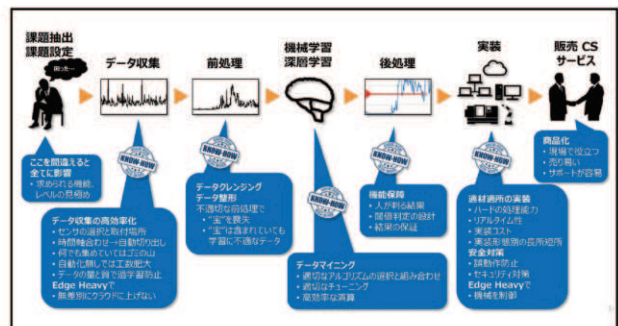 課題抽出
課題設定
困った…
データ収集
前処理
機械学習
深層学習
後処理
実装
販売 CS
サービス
KNOW-HOW
KNOW-HOW
KNOW-HOW
KNOW-HOW
KNOW-HOW
ここを間違えると
全てに影響
・求められる機能、
レベルの見極め
データ収集の高効率化
・センサの選択と取付場所
・時間軸合わせ→自動切り出し
・何でも集めていてはゴミの山
・自動化無しでは工数肥大
・データの量と質で過学習防止
Edge Heavyで
・無差別にクラウドに上げない
データクレンジング
データ整形
不適切な前処理で
・"宝"を喪失
・"宝"は含まれていても
学習に不適なデータ
データマイニング
・適切なアルゴリズムの選択と組み合わせ
・適切なチューニング
・高効率な演算
機能保障
・人が判る結果
・閾値判定の設計
・結果の保証
適材適所の実装
・ハードの処理能力
・リアルタイム性
・実装コスト
・実装形態別の長所短所
安全対策
・誤動作防止
・セキュリティ対策
Edge Heavyで
・機械を制御
商品化
・現場で役立つ
・売り易い
・サポートが容易